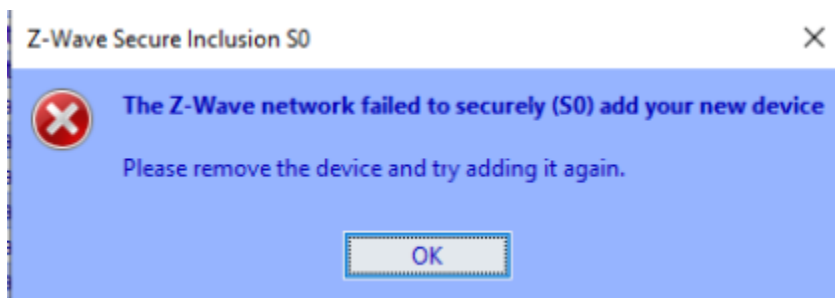 Z-Wave Secure Inclusion S0
The Z-Wave network failed to securely (S0) add your new device
Please remove the device and try adding it again.
OK